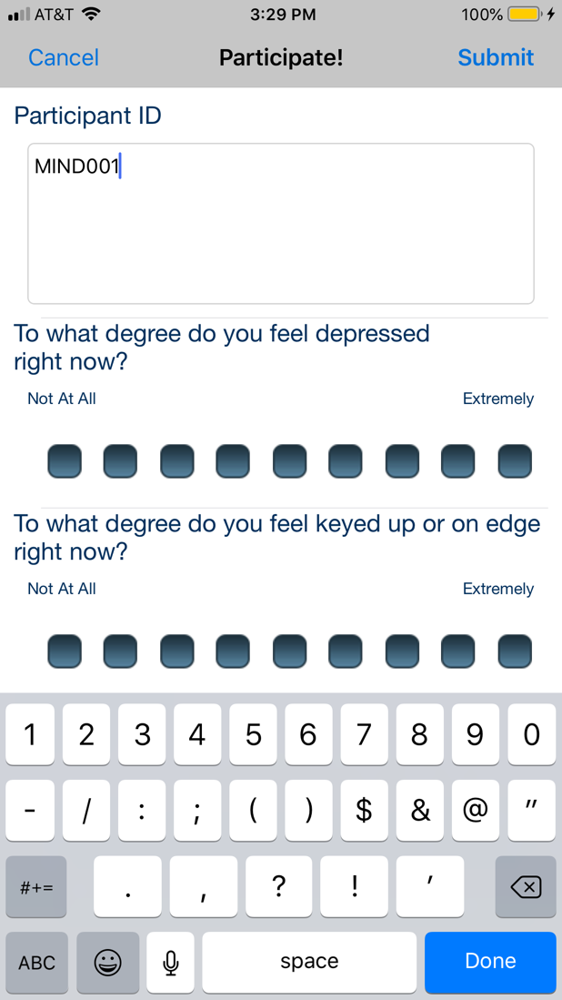 AT&T 3:29 PM 100%
Cancel Participate! Submit
Participant ID
MIND001
To what degree do you feel depressed
right now?
Not At All Extremely
To what degree do you feel keyed up or on edge
right now?
Not At All Extremely
1 2 3 4 5 6 7 8 9 0
- / : ; ( ) $ & @ "
#+= . , ? ! '
ABC space Done